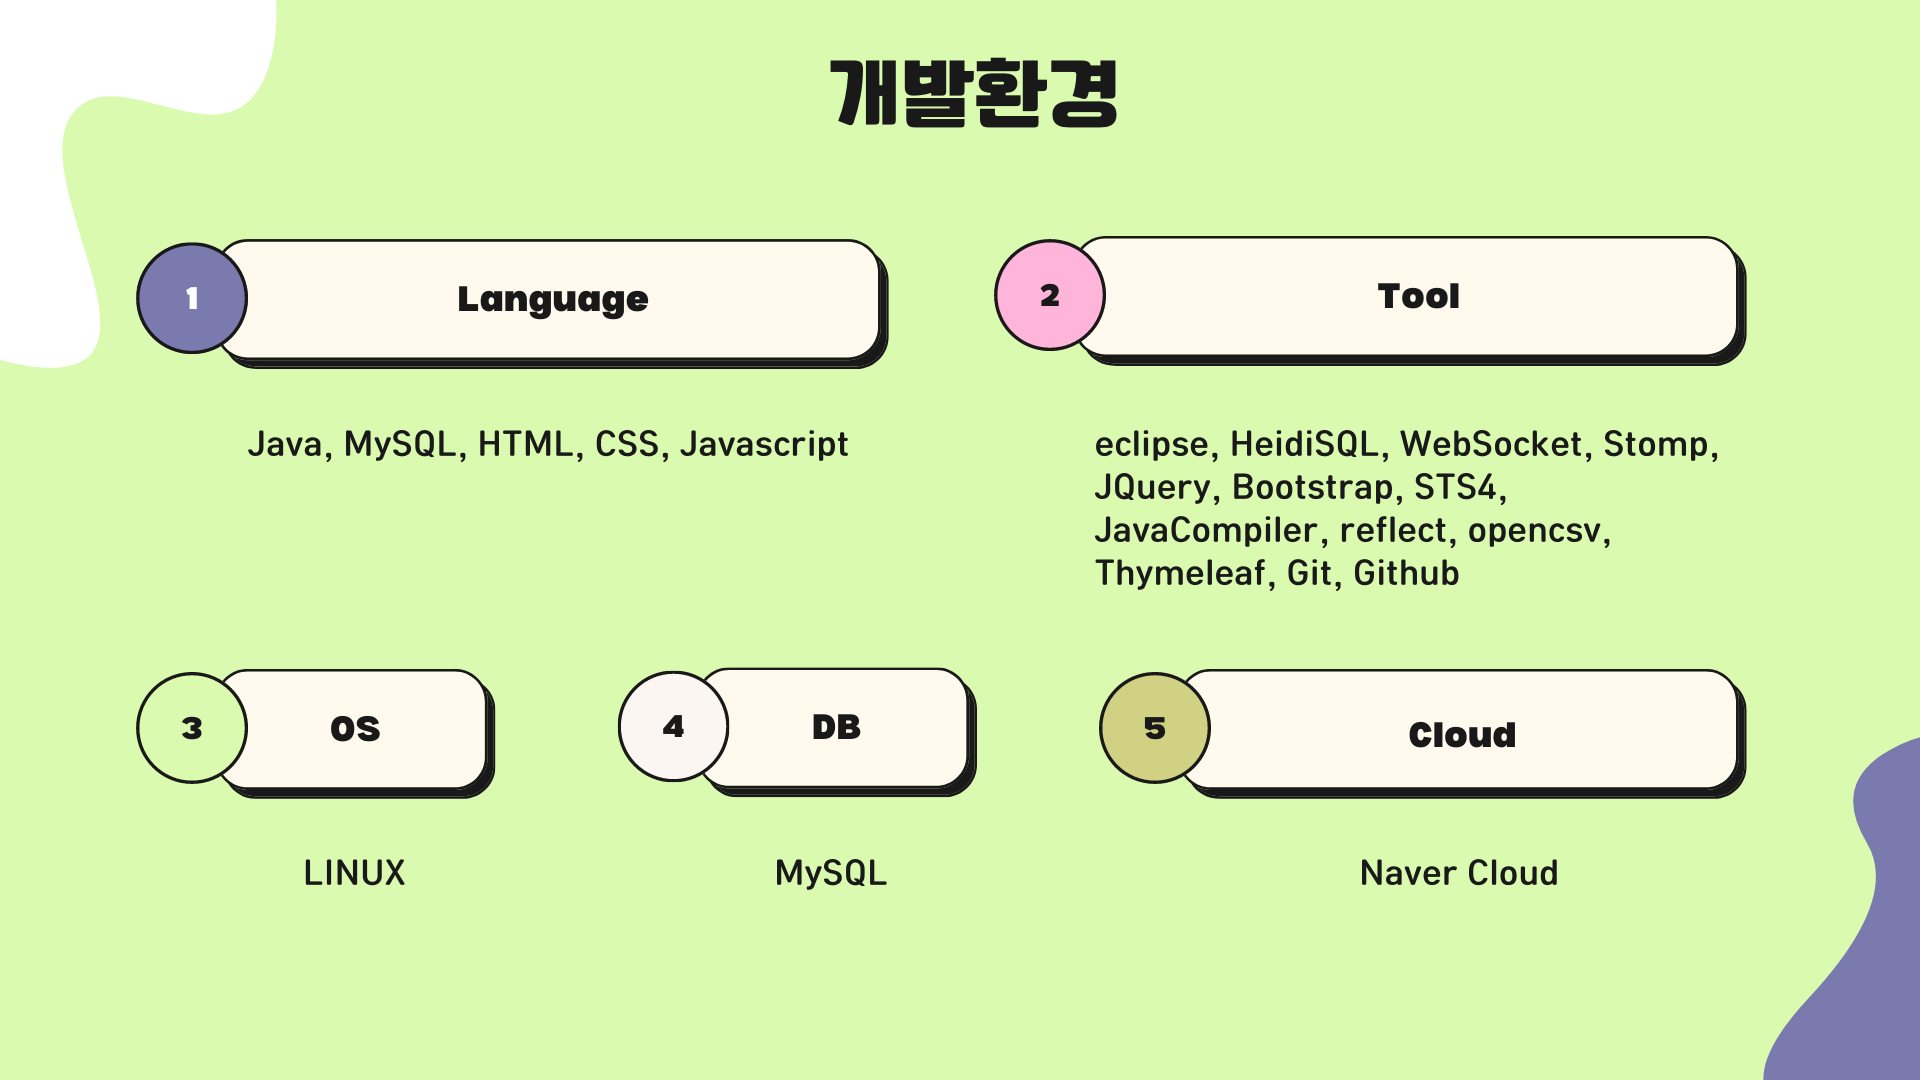 개발환경
1
Language
2
Tool
Java, MySQL, HTML, CSS, Javascript
eclipse, HeidiSQL, WebSocket, Stomp,
JQuery, Bootstrap, STS4,
JavaCompiler, reflect, opencsv,
Thymeleaf, Git, Github
3
OS
4
DB
5
Cloud
LINUX
MySQL
Naver Cloud